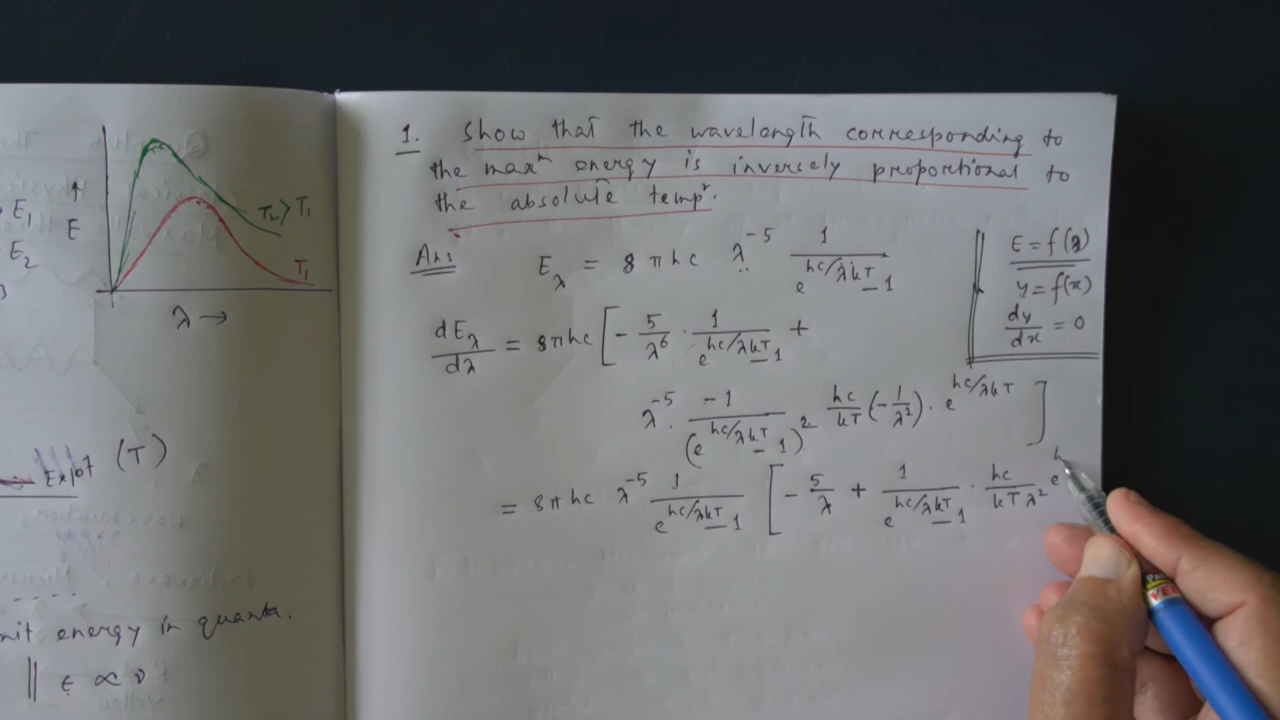 E₁
E₂
3
↑
E
T₂ > T₁
T₁
λ →
Expt (T)
mit energy in quanta.
|| ϵ ∝ ν
1. Show that the wavelength corresponding to
the maxᵐ energy is inversely proportional to
the absolute tempʳ.
Ans E_λ = 8πhc λ⁻⁵ 1/(e^(hc/λkT) − 1)
E = f(λ)
y = f(x)
dy/dx = 0
dE_λ/dλ = 8πhc [ − 5/λ⁶ · 1/(e^(hc/λkT) − 1) +
λ⁻⁵ · −1/(e^(hc/λkT) − 1)² hc/kT (−1/λ²) · e^(hc/λkT) ]
= 8πhc λ⁻⁵ 1/(e^(hc/λkT) − 1) [ − 5/λ + 1/(e^(hc/λkT) − 1) · hc/kTλ² e^h